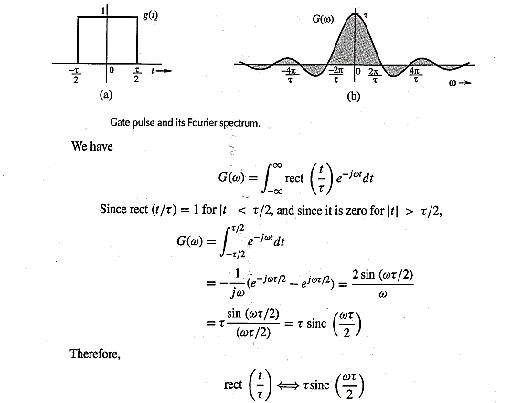 1
g(t)
G(ω)
τ
−τ/2 0 τ/2 t→
−4π/τ −2π/τ 0 2π/τ 4π/τ ω→
(a)
(b)
Gate pulse and its Fourier spectrum.
We have
G(ω) = ∫_{−∞}^{∞} rect (t/τ) e^{−jωt} dt
Since rect (t/τ) = 1 for |t < τ/2, and since it is zero for |t| > τ/2,
G(ω) = ∫_{−τ/2}^{τ/2} e^{−jωt} dt
= −1/jω (e^{−jωτ/2} − e^{jωτ/2}) = 2 sin (ωτ/2)/ω
= τ sin (ωτ/2)/(ωτ/2) = τ sinc (ωτ/2)
Therefore,
rect (t/τ) ⟺ τ sinc (ωτ/2)